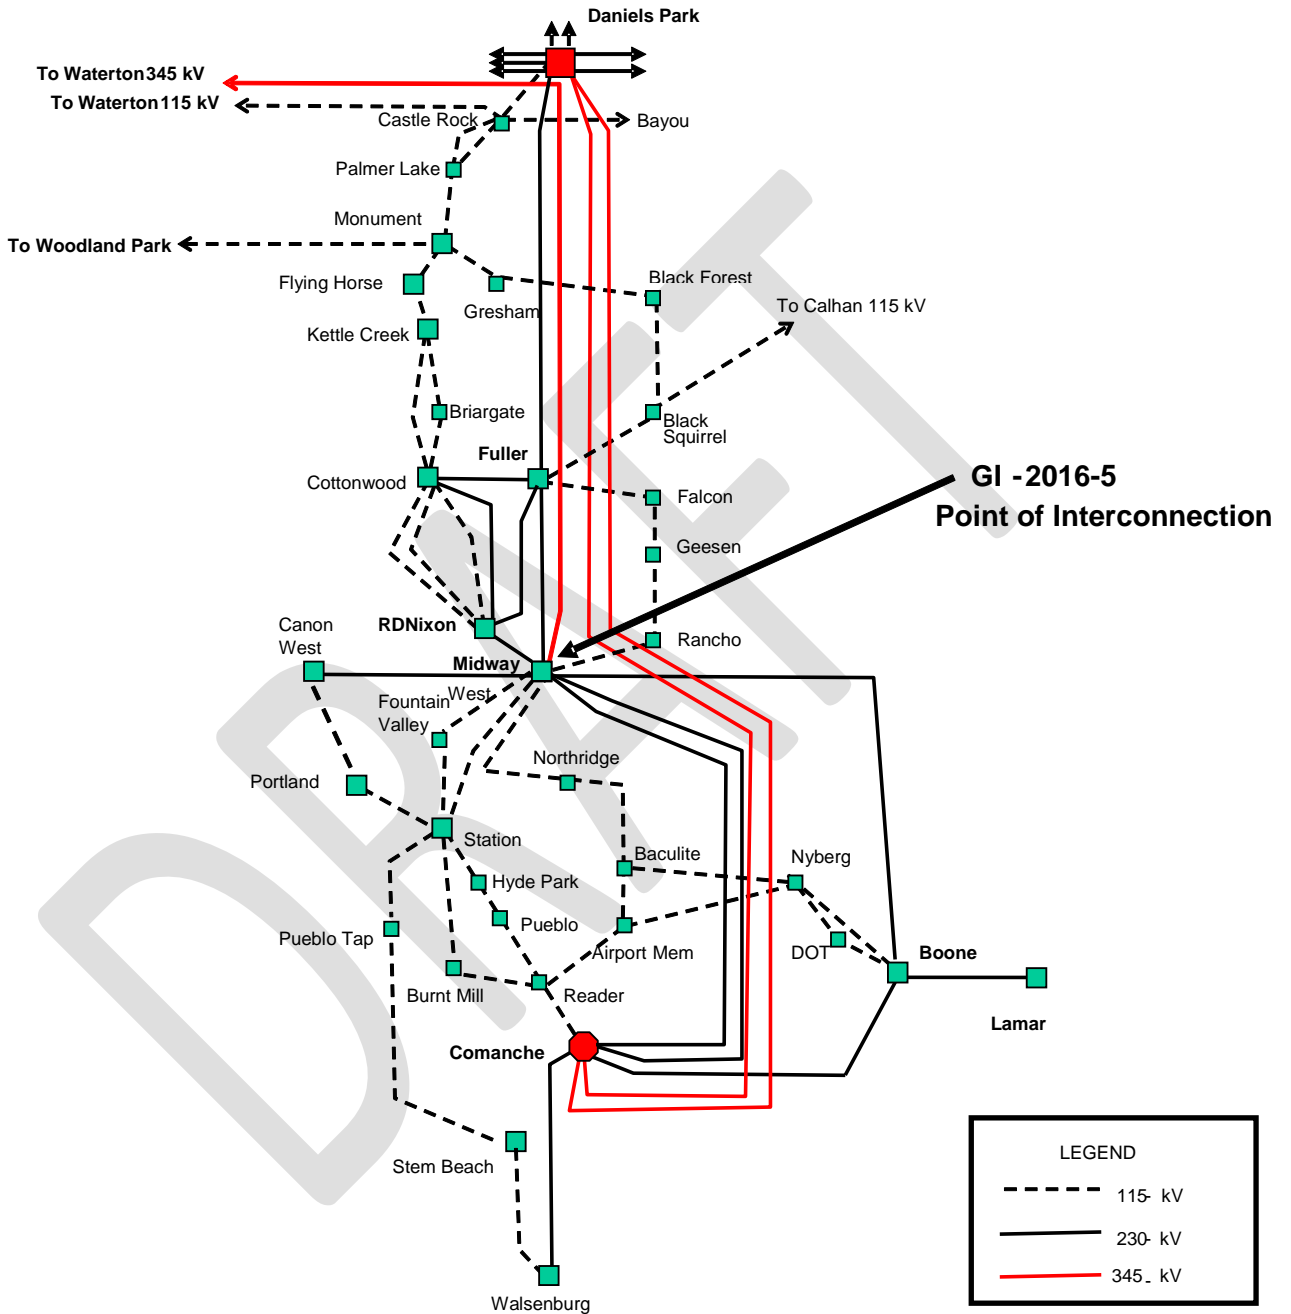 Daniels Park
To Waterton 345 kV
To Waterton 115 kV
Castle Rock
Bayou
Palmer Lake
Monument
To Woodland Park
Flying Horse
Gresham
Black Forest
To Calhan 115 kV
Kettle Creek
Briargate
Black
Squirrel
Fuller
Cottonwood
Falcon
GI -2016-5
Point of Interconnection
Geesen
Canon
West
RDNixon
Rancho
Midway
West
Fountain
Valley
Northridge
Portland
Station
Baculite
Nyberg
Hyde Park
Pueblo
Pueblo Tap
Airport Mem
DOT
Boone
Burnt Mill
Reader
Lamar
Comanche
Stem Beach
Walsenburg
LEGEND
115- kV
230- kV
345 - kV
DRAFT